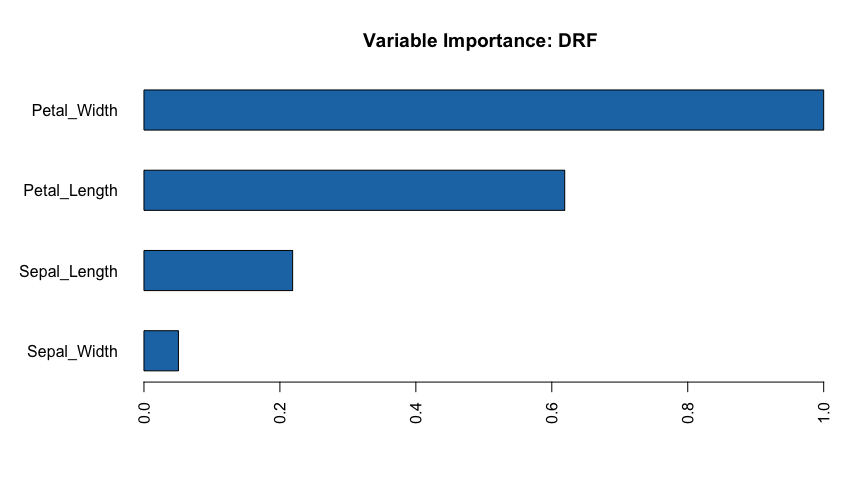 Variable Importance: DRF
Petal_Width
Petal_Length
Sepal_Length
Sepal_Width
0.0 0.2 0.4 0.6 0.8 1.0